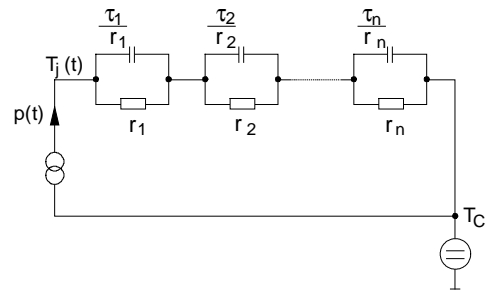 τ1/r1 τ2/r2 τn/rn
Tj (t)
r1 r2 rn
p(t)
TC